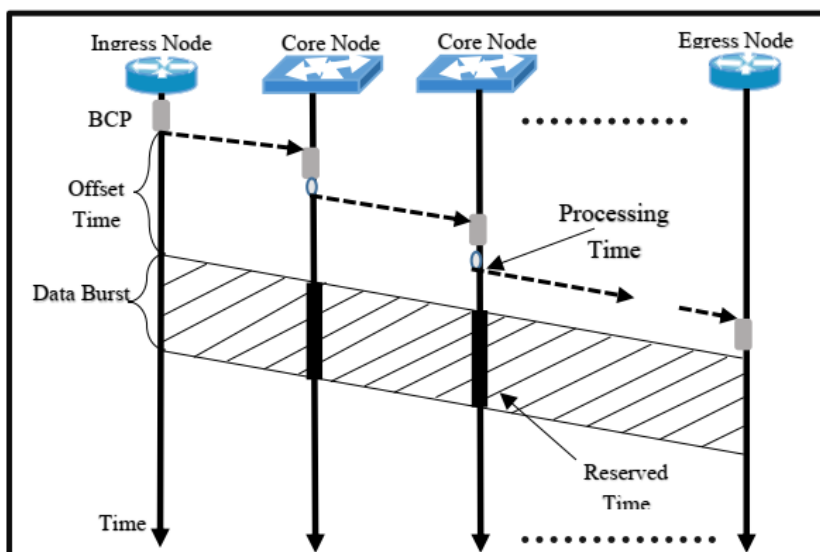 Ingress Node
Core Node
Core Node
Egress Node
BCP
Offset
Time
Processing
Time
Data Burst
Reserved
Time
Time